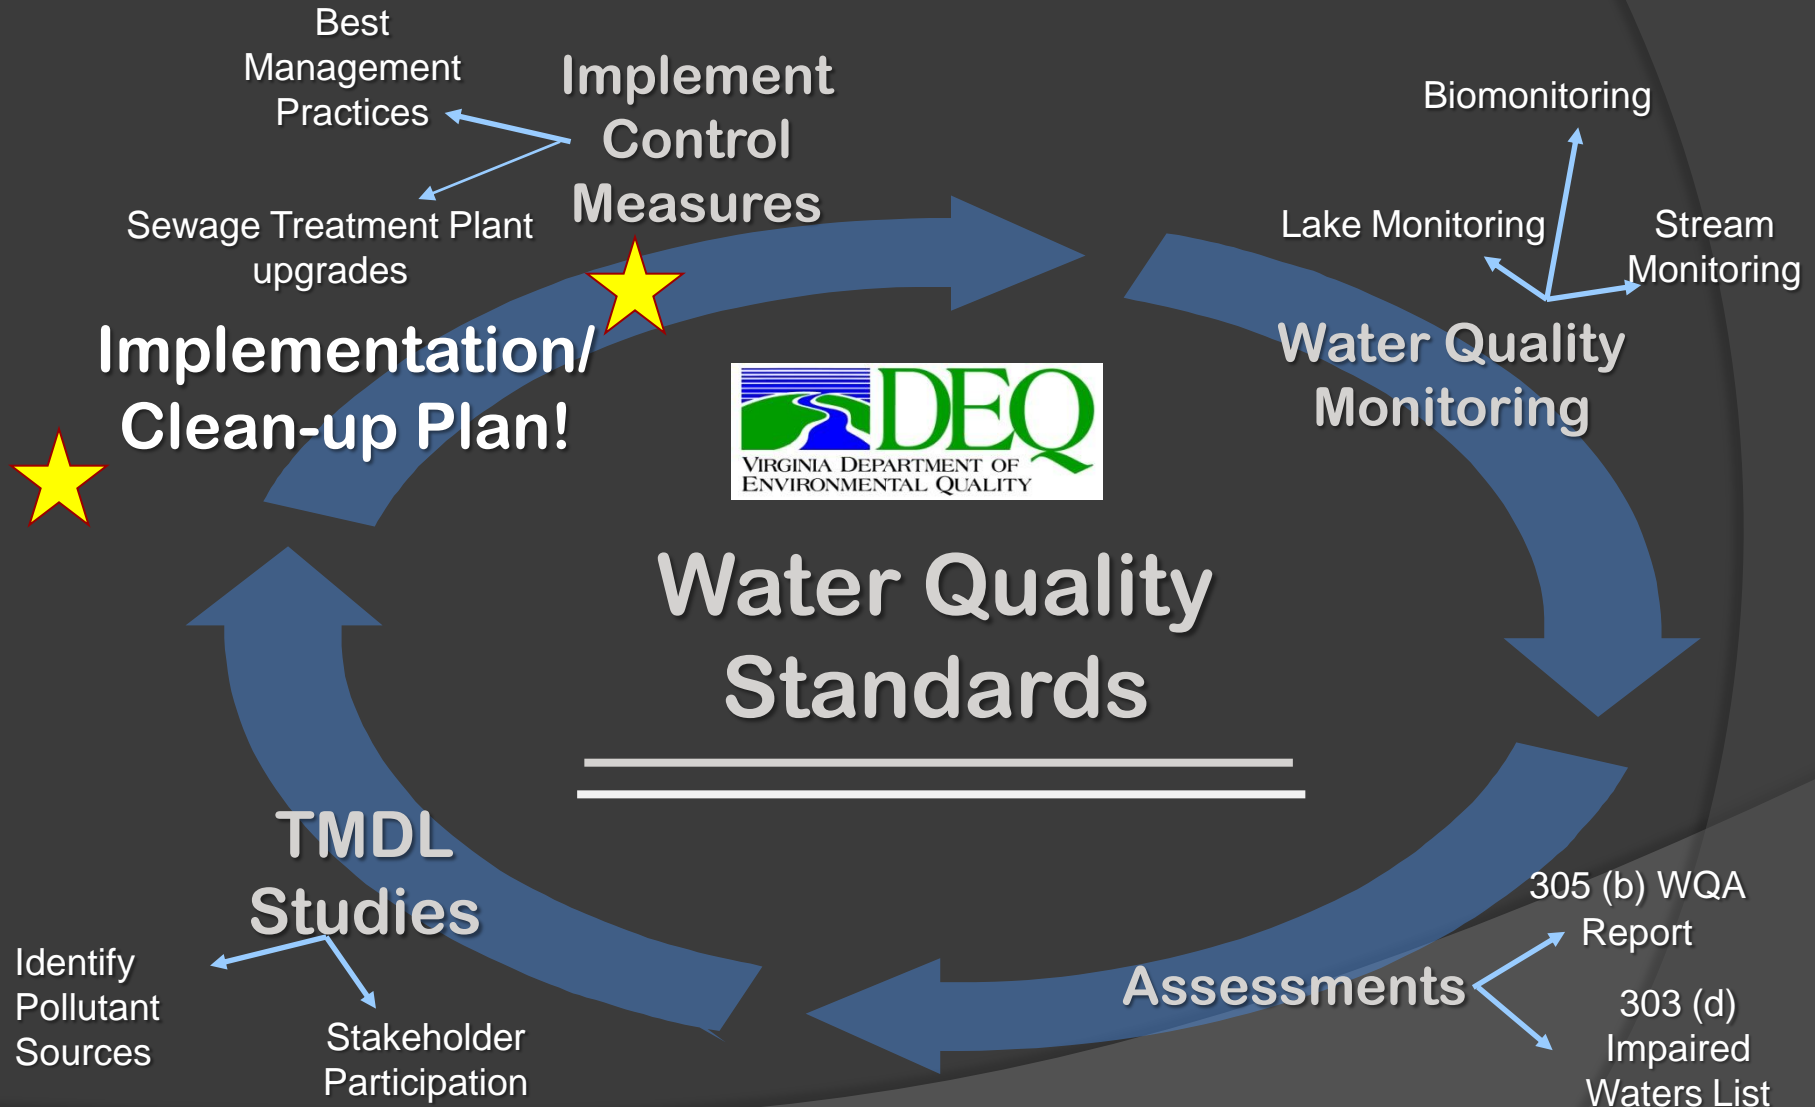 Best
Management
Practices
Implement
Control
Measures
Sewage Treatment Plant
upgrades
Biomonitoring
Lake Monitoring
Stream
Monitoring
Water Quality
Monitoring
Implementation/
Clean-up Plan!
DEQ
VIRGINIA DEPARTMENT OF
ENVIRONMENTAL QUALITY
Water Quality
Standards
TMDL
Studies
Identify
Pollutant
Sources
Stakeholder
Participation
Assessments
305 (b) WQA
Report
303 (d)
Impaired
Waters List